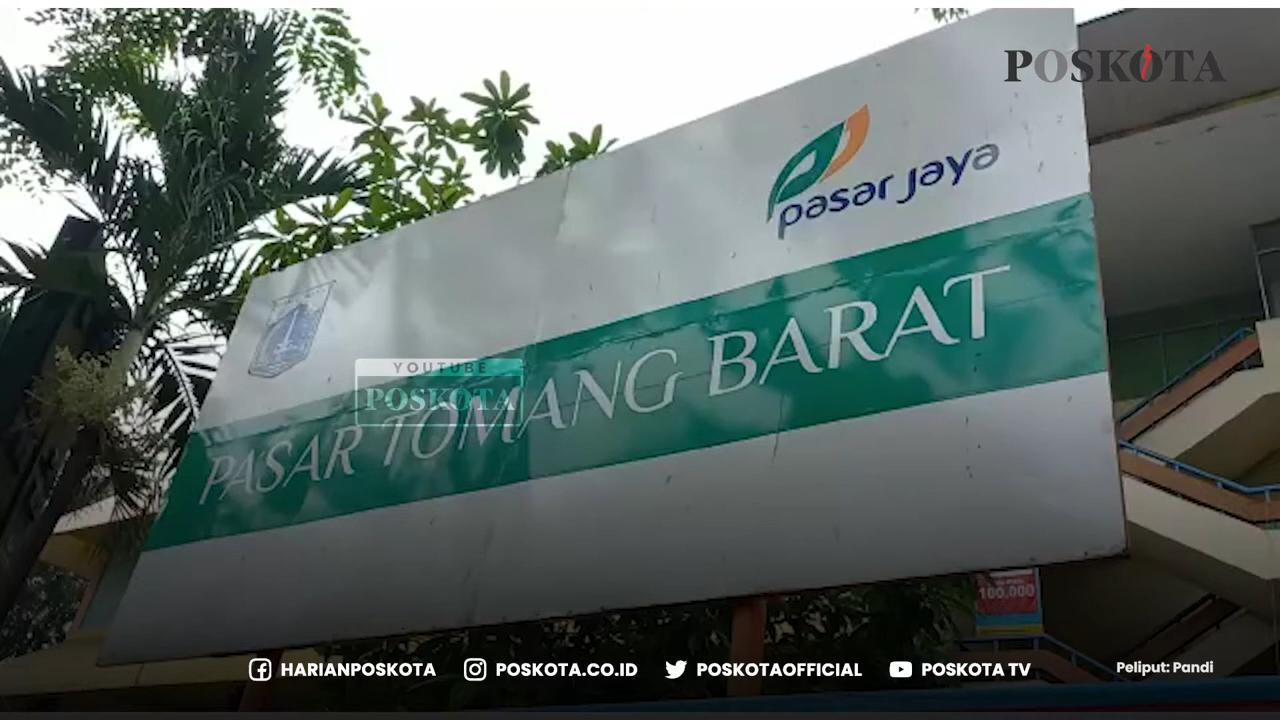 POSKOTA
pasar jaya
YOUTUBE
POSKOTA
PASAR TOMANG BARAT
100.000
HARIANPOSKOTA
POSKOTA.CO.ID
POSKOTAOFFICIAL
POSKOTA TV
Peliput: Pandi